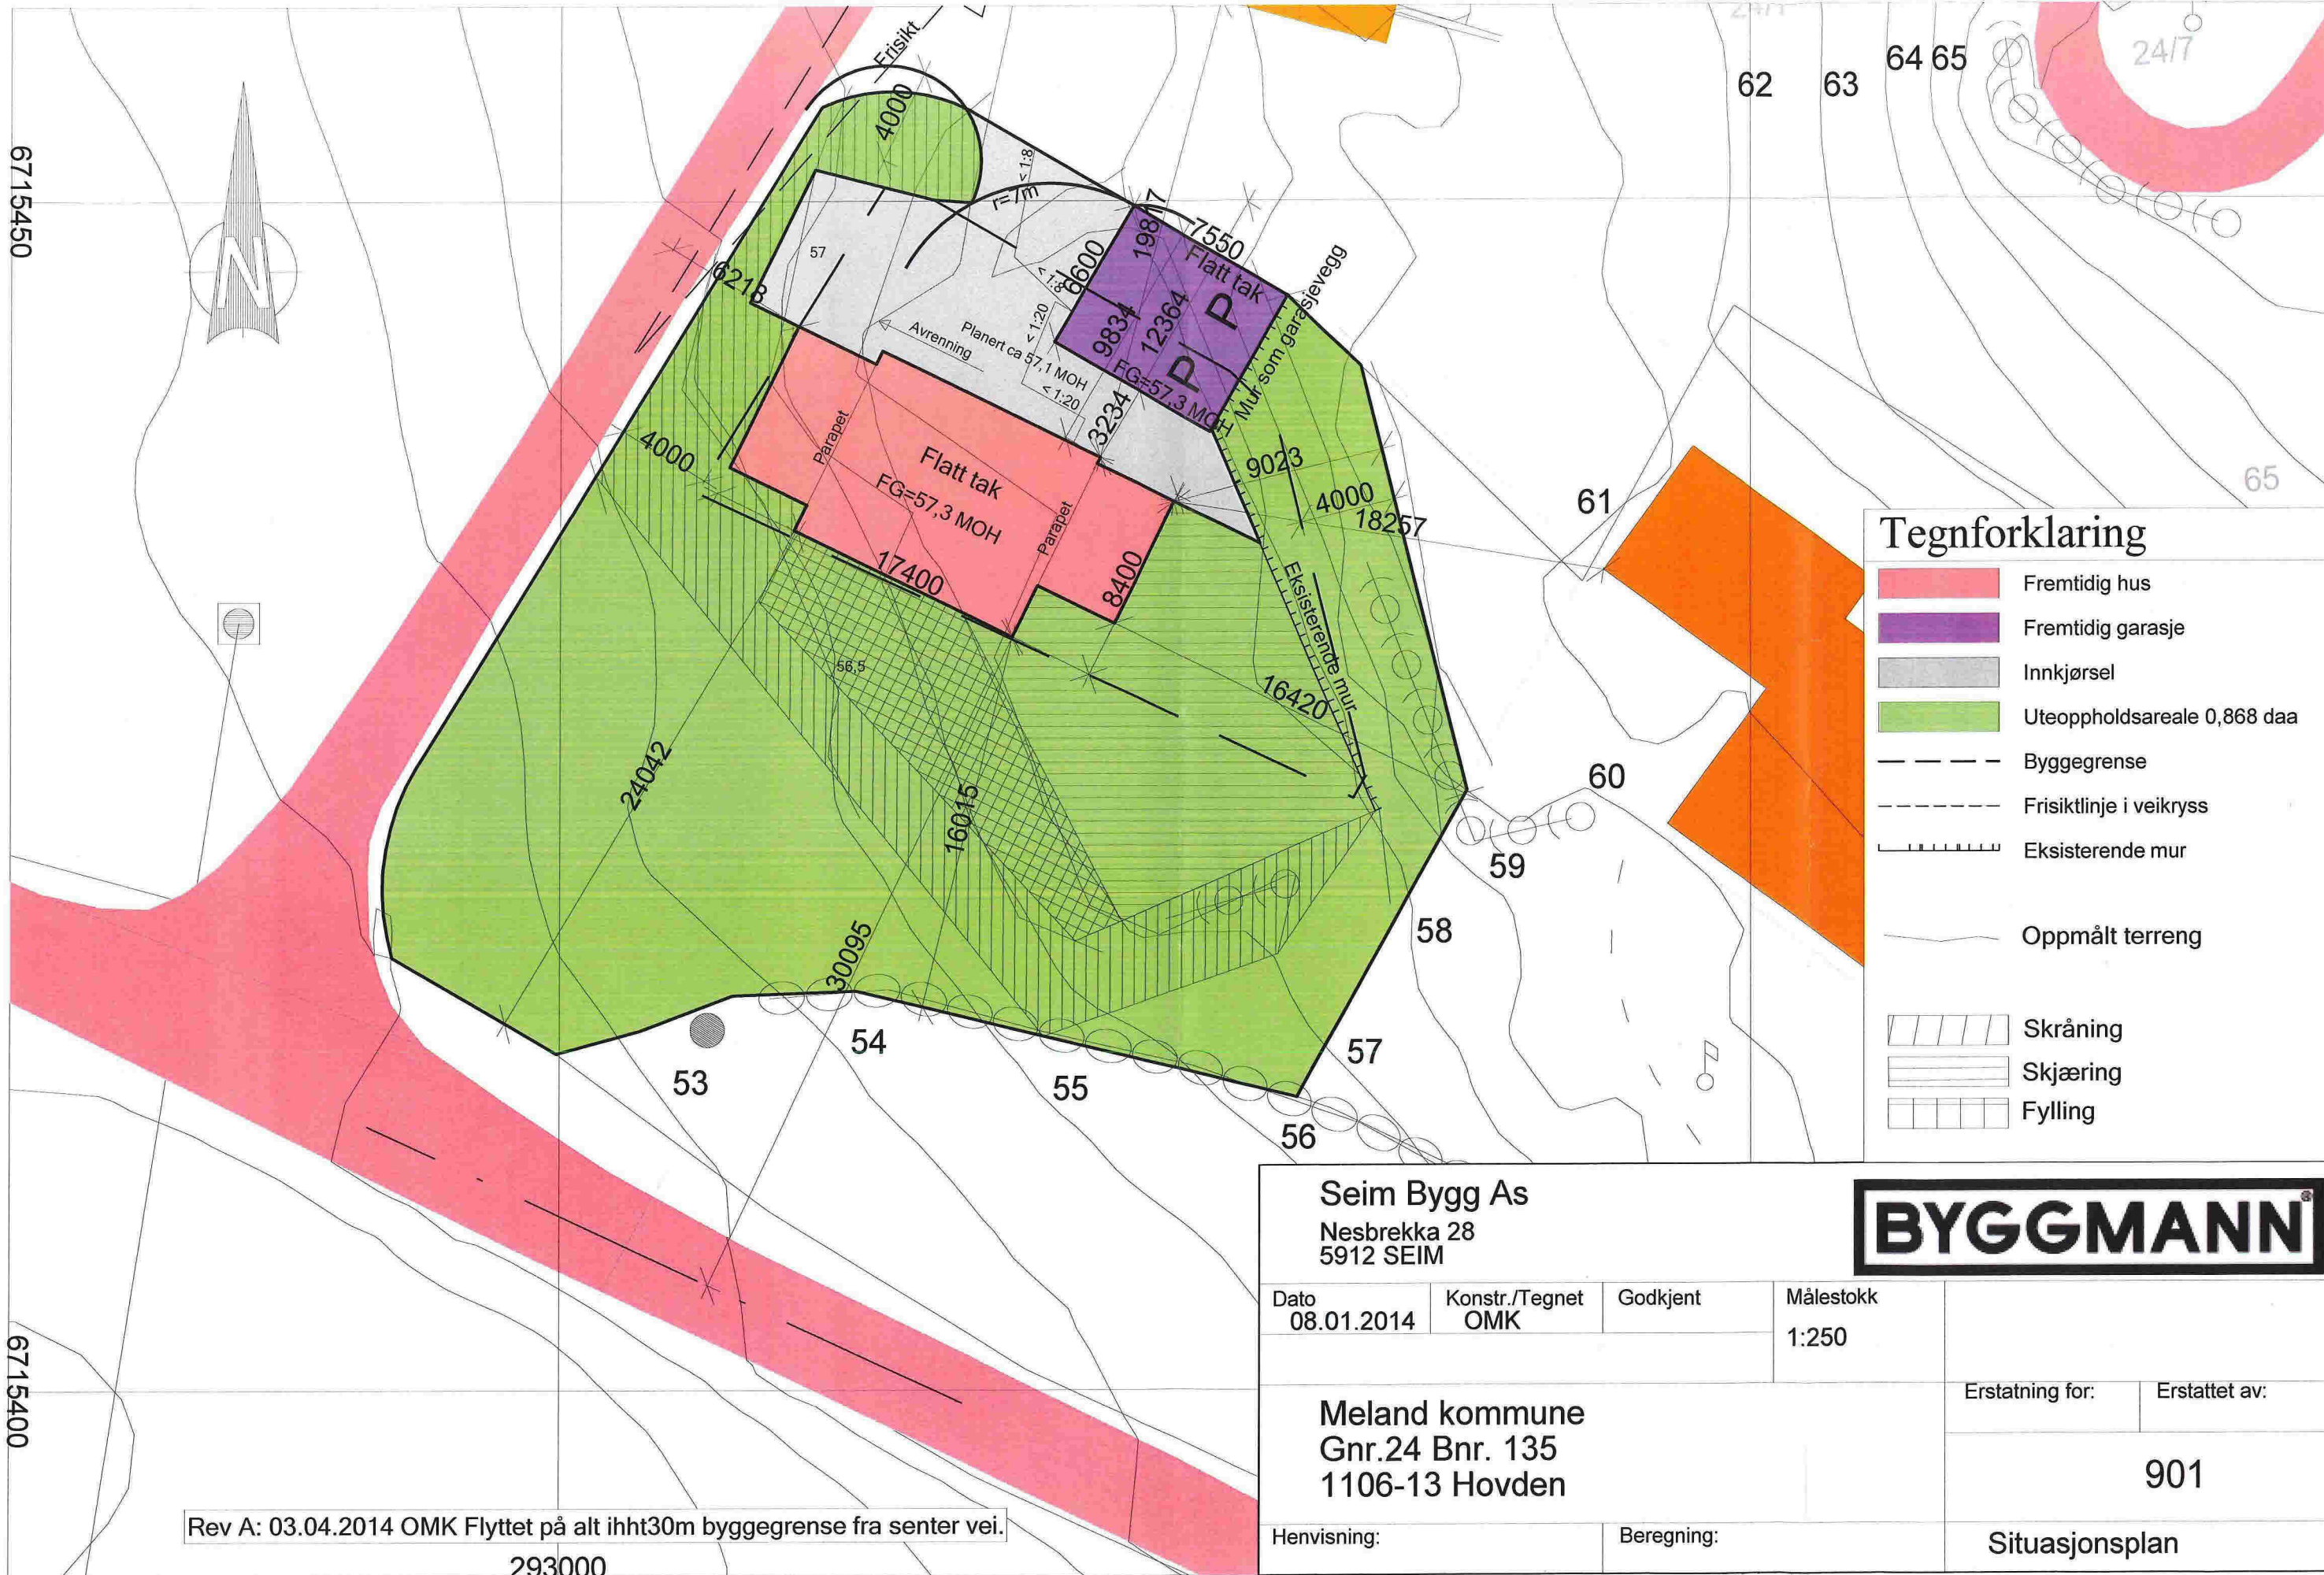 24/1
Frisikt
4000
62
63
64 65
24/7
6715450
N
< 1:8
r=7m
19817
7550
Flatt tak
57
6600
< 1:8
6218
Mur som garasjevegg
P
P
9834
12364
FG=57,3 MOH
< 1:20
Avrenning
Planert ca 57,1 MOH
< 1:20
3234
4000
Parapet
Flatt tak
FG=57,3 MOH
Parapet
9023
4000
18257
61
65
17400
8400
Eksisterende mur
56,5
16420
24042
16015
60
59
58
30095
57
54
53
55
56
Tegnforklaring
Fremtidig hus
Fremtidig garasje
Innkjørsel
Uteoppholdsareale 0,868 daa
Byggegrense
Frisiktlinje i veikryss
Eksisterende mur
Oppmålt terreng
Skråning
Skjæring
Fylling
Seim Bygg As
Nesbrekka 28
5912 SEIM
BYGGMANN®
Dato
08.01.2014
Konstr./Tegnet
OMK
Godkjent
Målestokk
1:250
Meland kommune
Gnr.24 Bnr. 135
1106-13 Hovden
Erstatning for:
Erstattet av:
901
Henvisning:
Beregning:
Situasjonsplan
6715400
Rev A: 03.04.2014 OMK Flyttet på alt ihht30m byggegrense fra senter vei.
293000